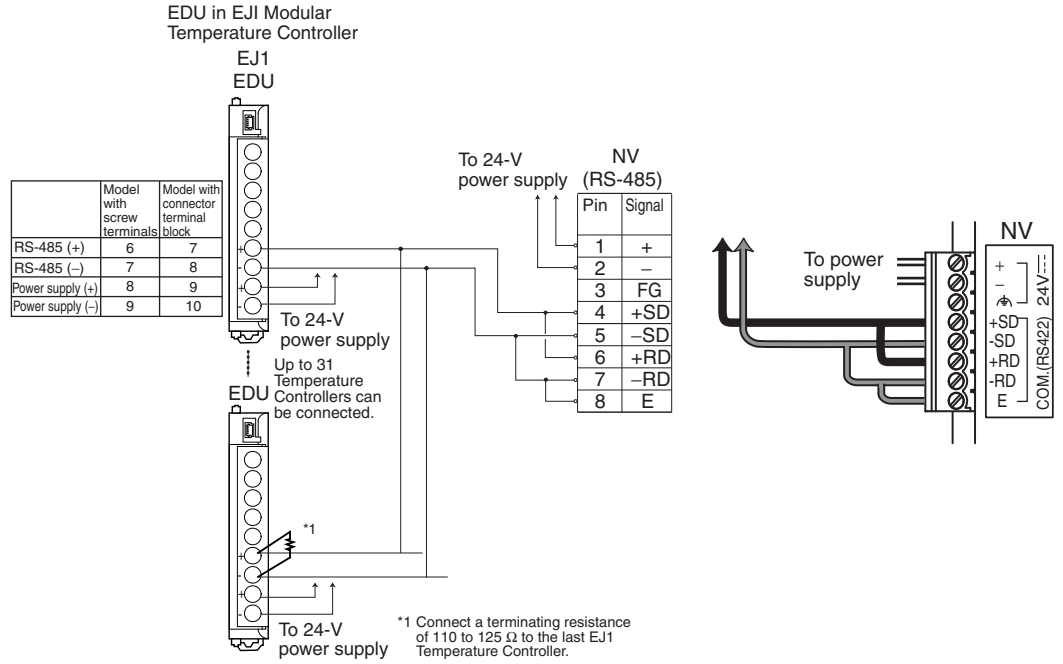 EDU in EJI Modular
Temperature Controller
EJ1
EDU
Model with screw terminals
Model with connector terminal block
RS-485 (+) 6 7
RS-485 (−) 7 8
Power supply (+) 8 9
Power supply (−) 9 10
+
-
+
-
To 24-V
power supply
Up to 31
Temperature
Controllers can
be connected.
EDU
*1
+
-
+
-
To 24-V
power supply
*1 Connect a terminating resistance
of 110 to 125 Ω to the last EJ1
Temperature Controller.
To 24-V
power supply
NV
(RS-485)
Pin Signal
1 +
2 −
3 FG
4 +SD
5 −SD
6 +RD
7 −RD
8 E
To power
supply
NV
+
−
24V
+SD
-SD
+RD
-RD
E
COM.(RS422)